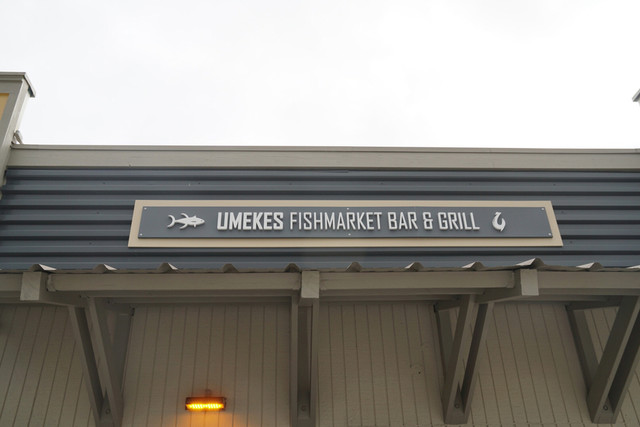 UMEKES FISHMARKET BAR & GRILL